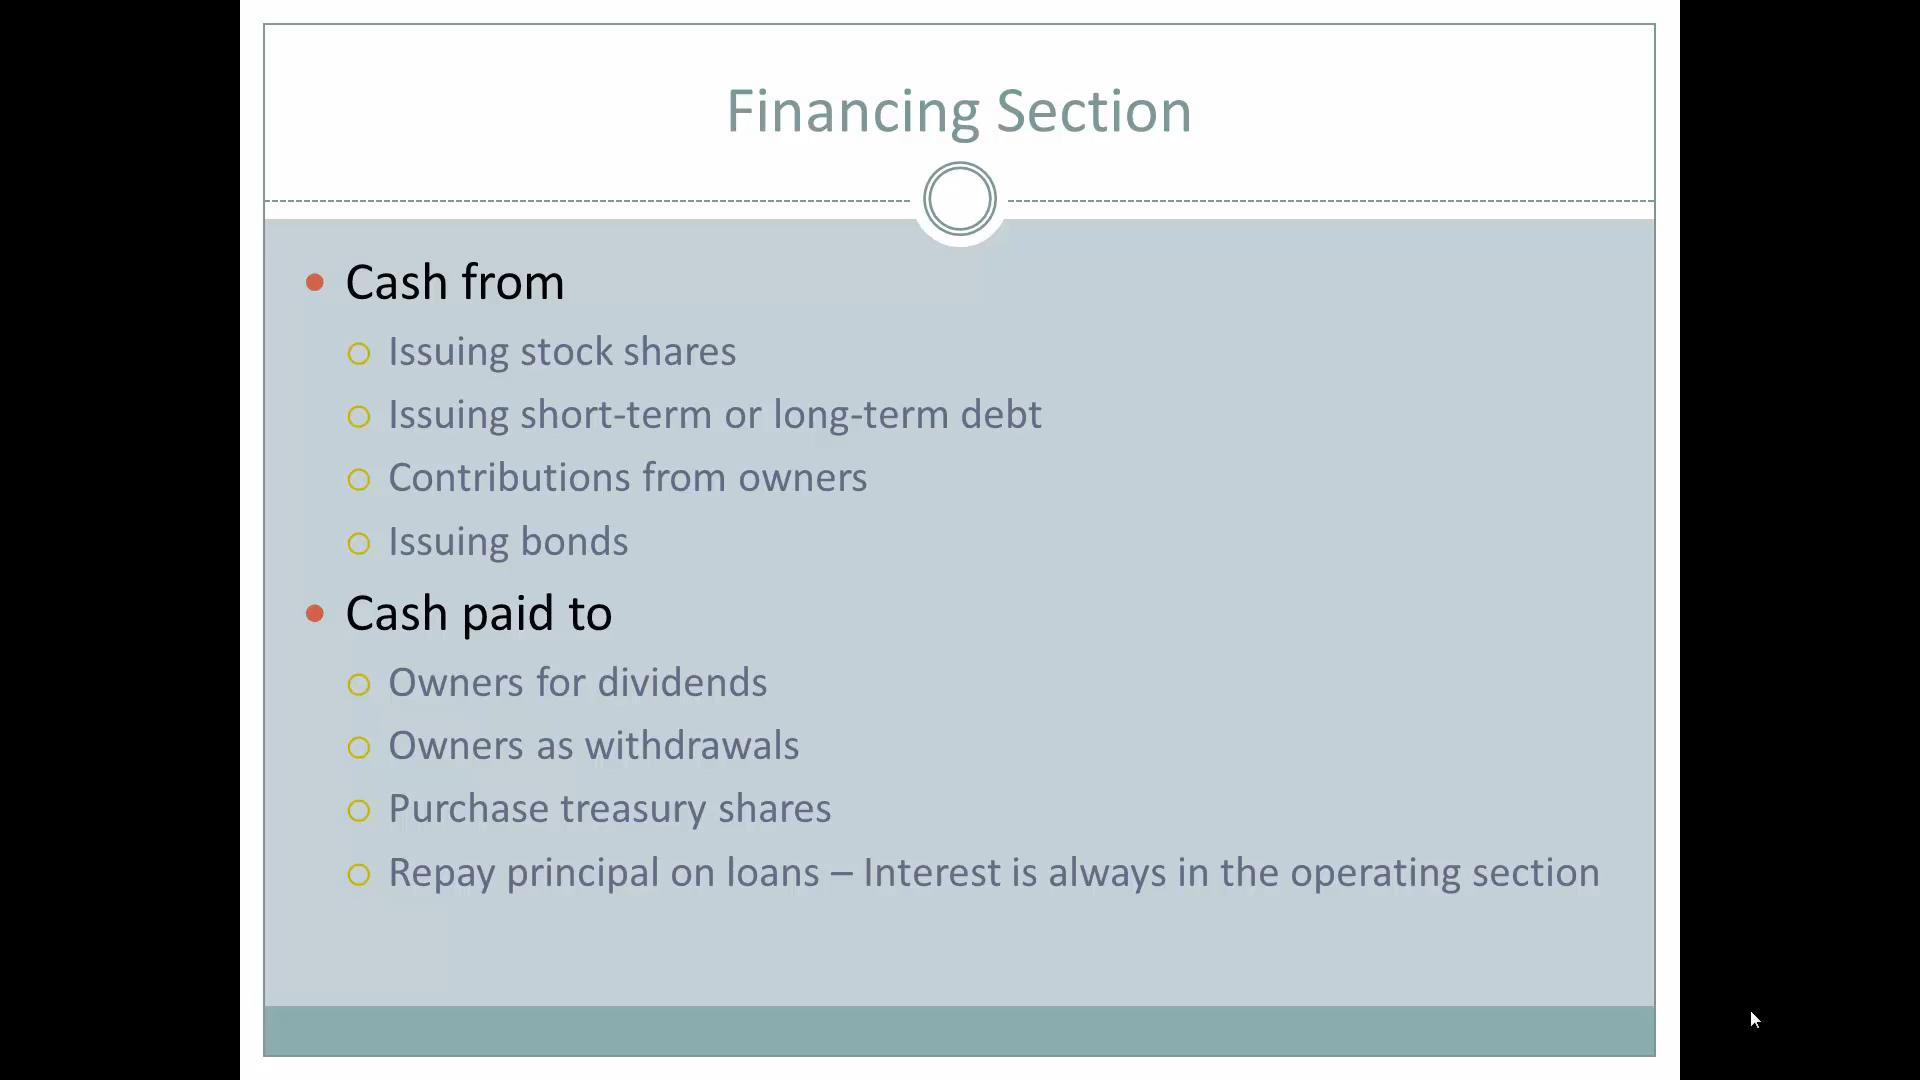 Financing Section
Cash from
Issuing stock shares
Issuing short-term or long-term debt
Contributions from owners
Issuing bonds
Cash paid to
Owners for dividends
Owners as withdrawals
Purchase treasury shares
Repay principal on loans – Interest is always in the operating section